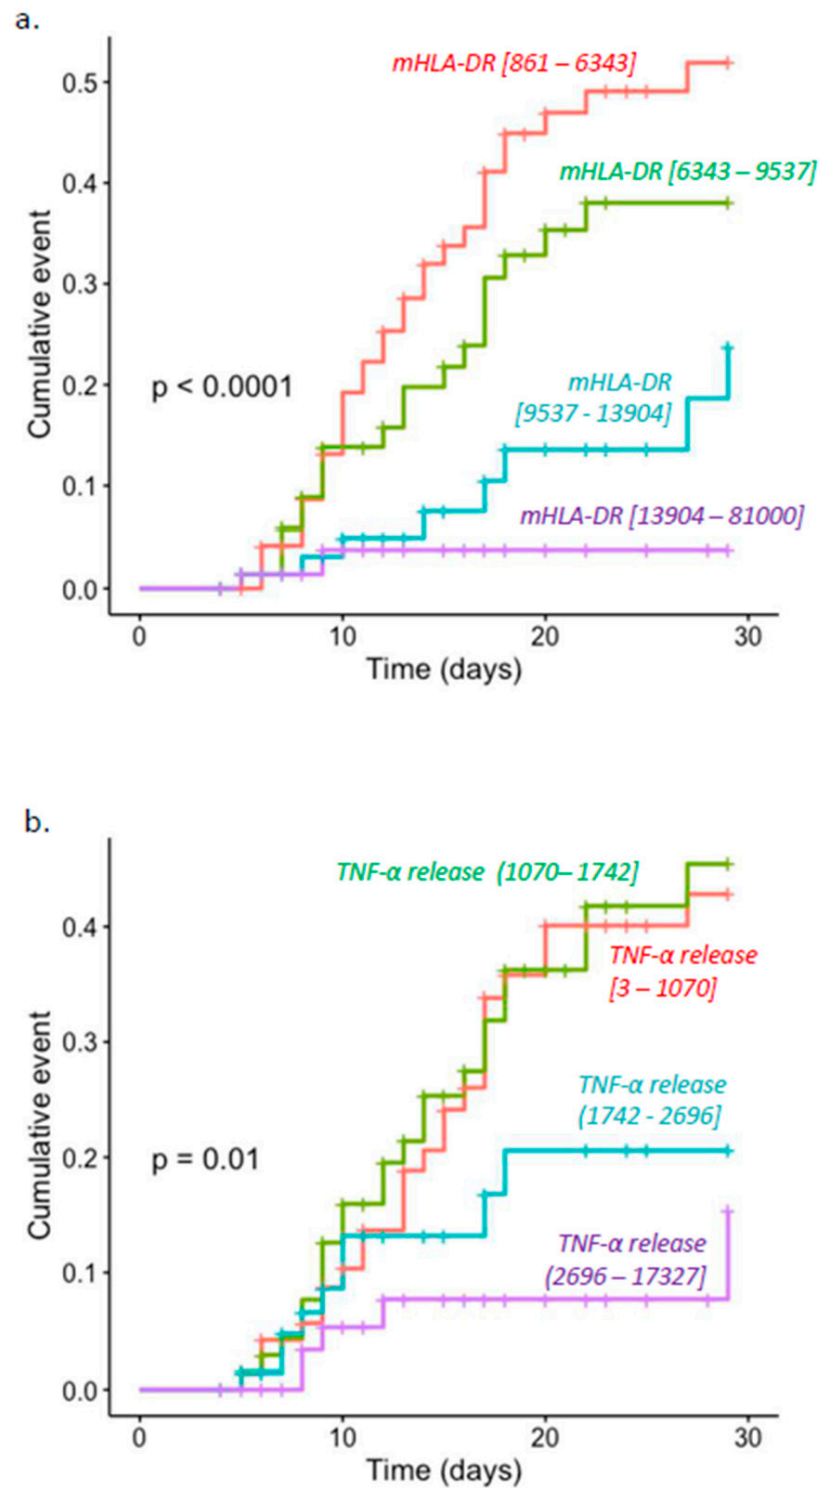 a.
mHLA-DR [861 – 6343]
0.5
mHLA-DR [6343 – 9537]
0.4
0.3
Cumulative event
p < 0.0001
0.2
mHLA-DR
[9537 - 13904]
0.1
mHLA-DR [13904 – 81000]
0.0
0 10 20 30
Time (days)
b.
TNF-α release (1070– 1742]
0.4
TNF-α release
[3 – 1070]
0.3
Cumulative event
TNF-α release
(1742 - 2696]
p = 0.01
0.2
TNF-α release
(2696 – 17327]
0.1
0.0
0 10 20 30
Time (days)